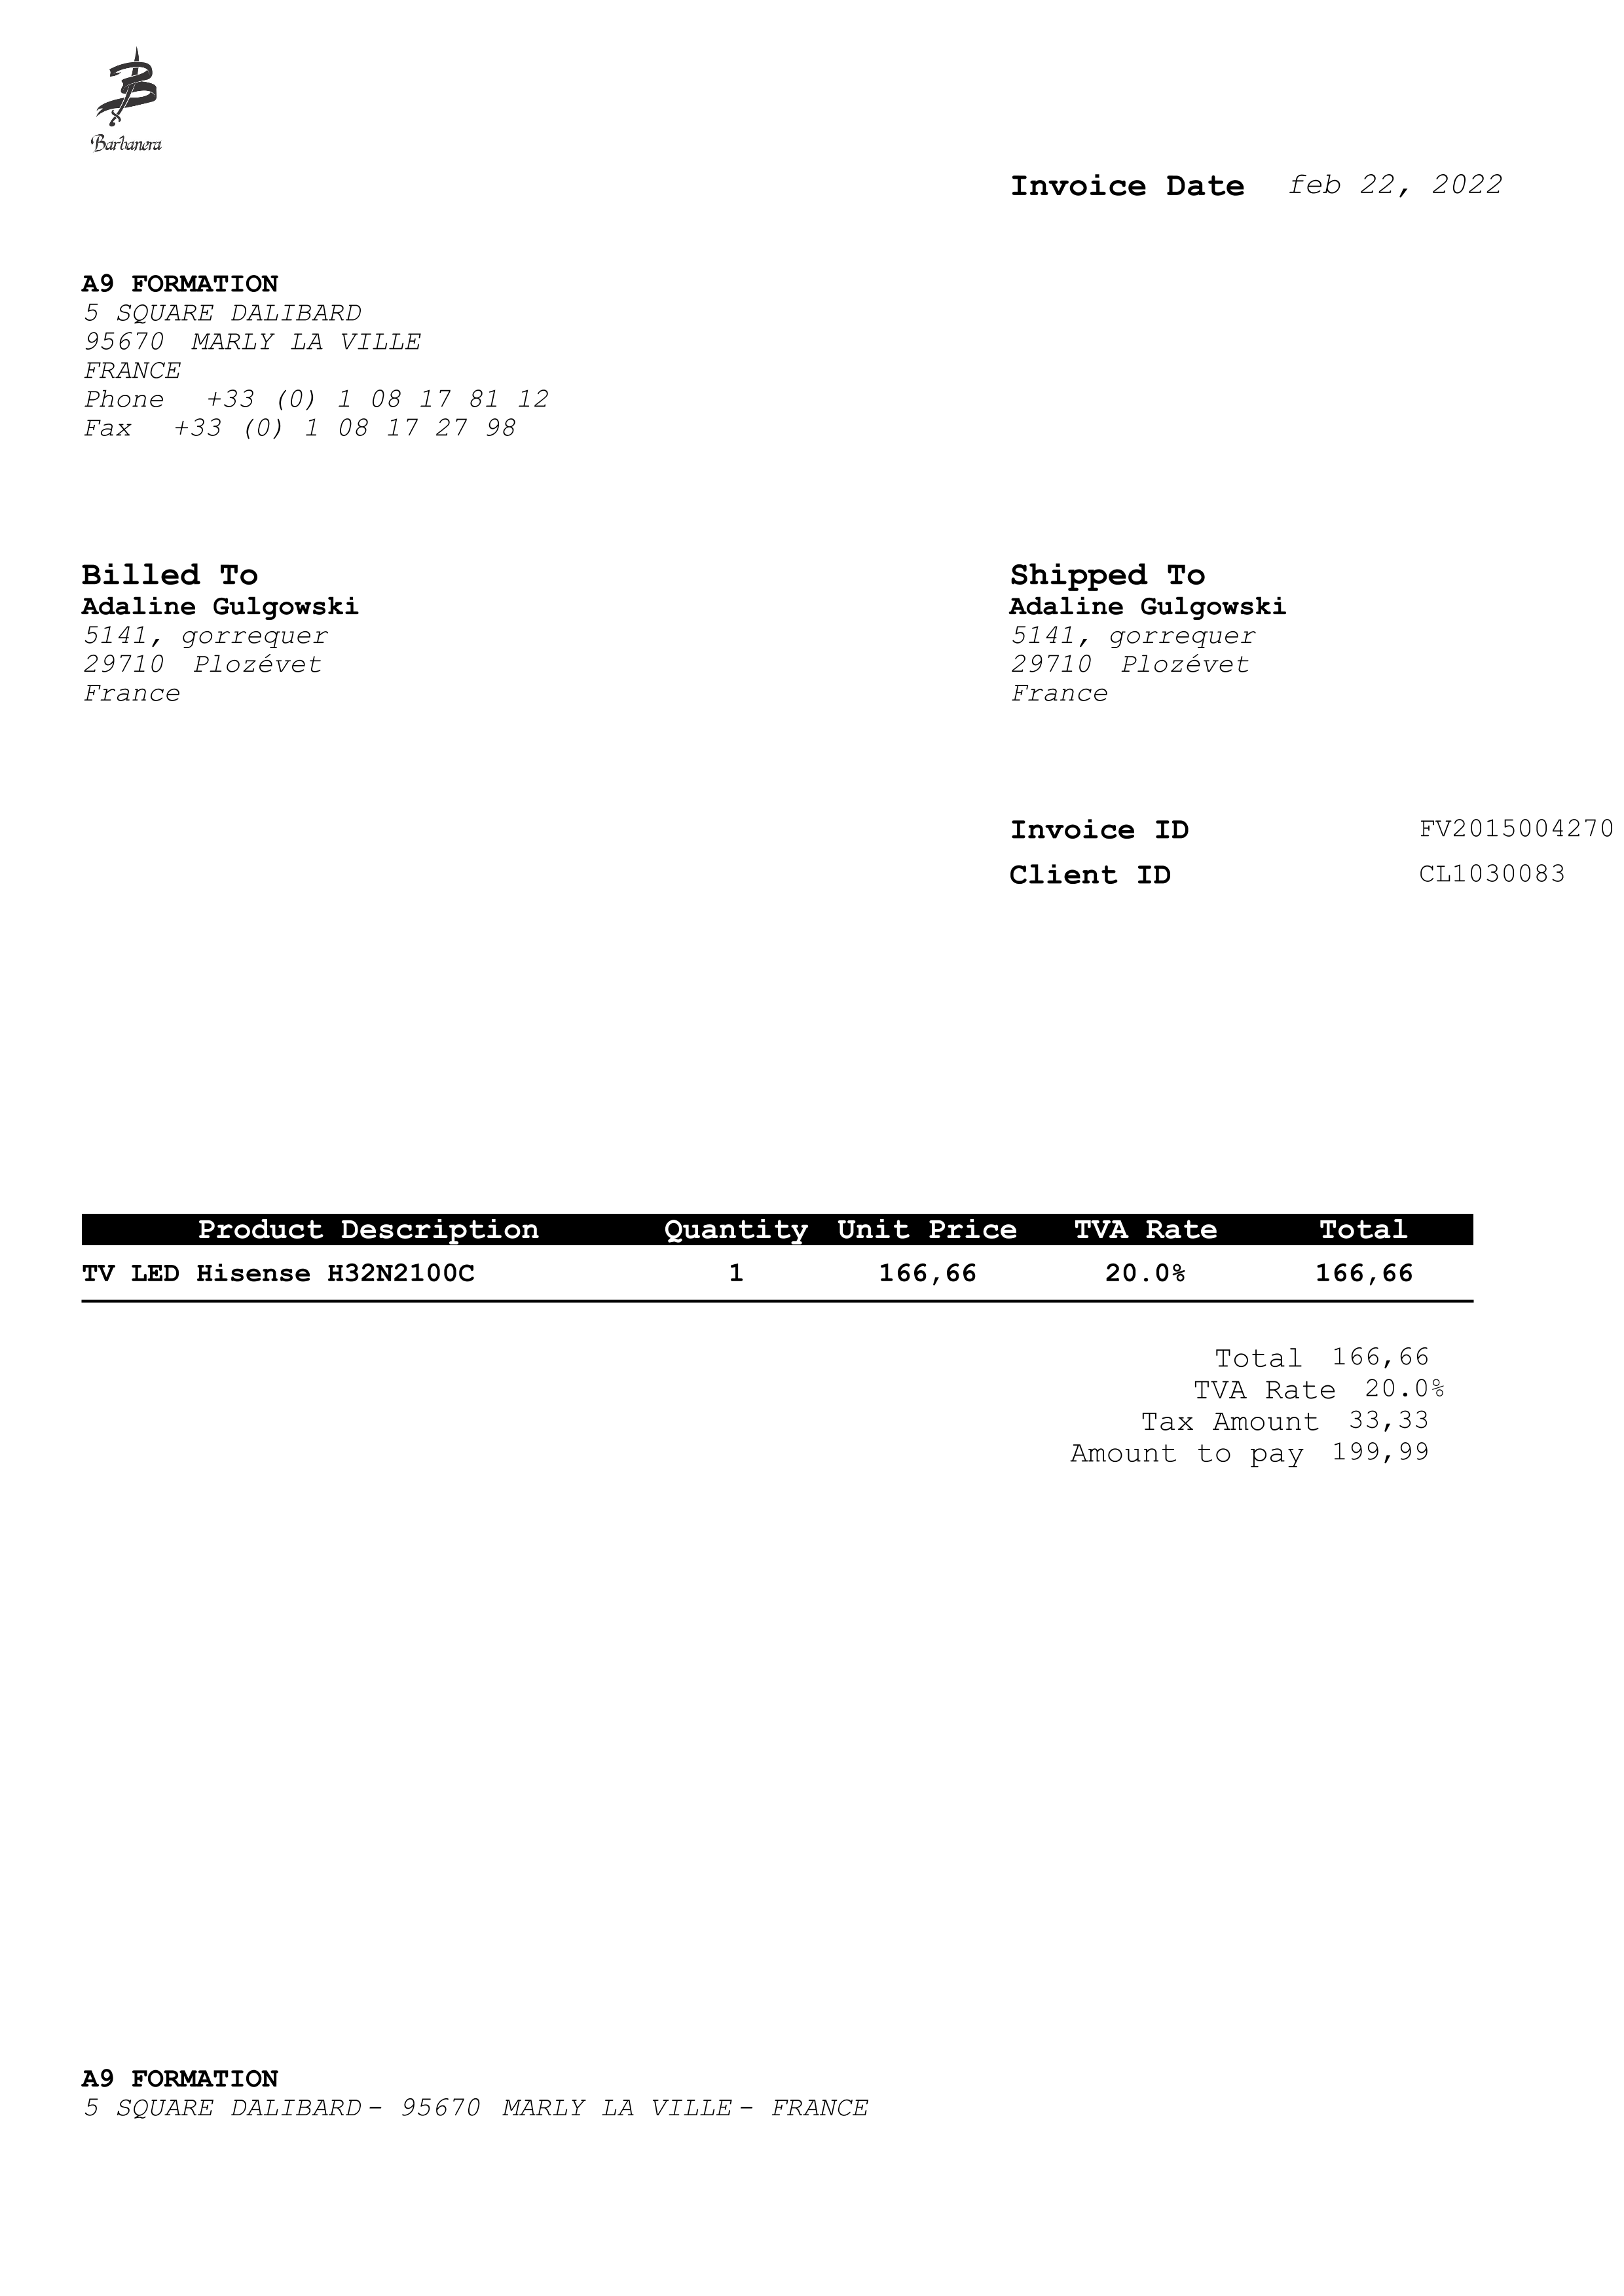 Barbanera
Invoice Date feb 22, 2022
A9 FORMATION
5 SQUARE DALIBARD
95670 MARLY LA VILLE
FRANCE
Phone +33 (0) 1 08 17 81 12
Fax +33 (0) 1 08 17 27 98
Billed To
Adaline Gulgowski
5141, gorrequer
29710 Plozévet
France
Shipped To
Adaline Gulgowski
5141, gorrequer
29710 Plozévet
France
Invoice ID FV2015004270
Client ID CL1030083
Product Description Quantity Unit Price TVA Rate Total
TV LED Hisense H32N2100C 1 166,66 20.0% 166,66
Total 166,66
TVA Rate 20.0%
Tax Amount 33,33
Amount to pay 199,99
A9 FORMATION
5 SQUARE DALIBARD - 95670 MARLY LA VILLE - FRANCE